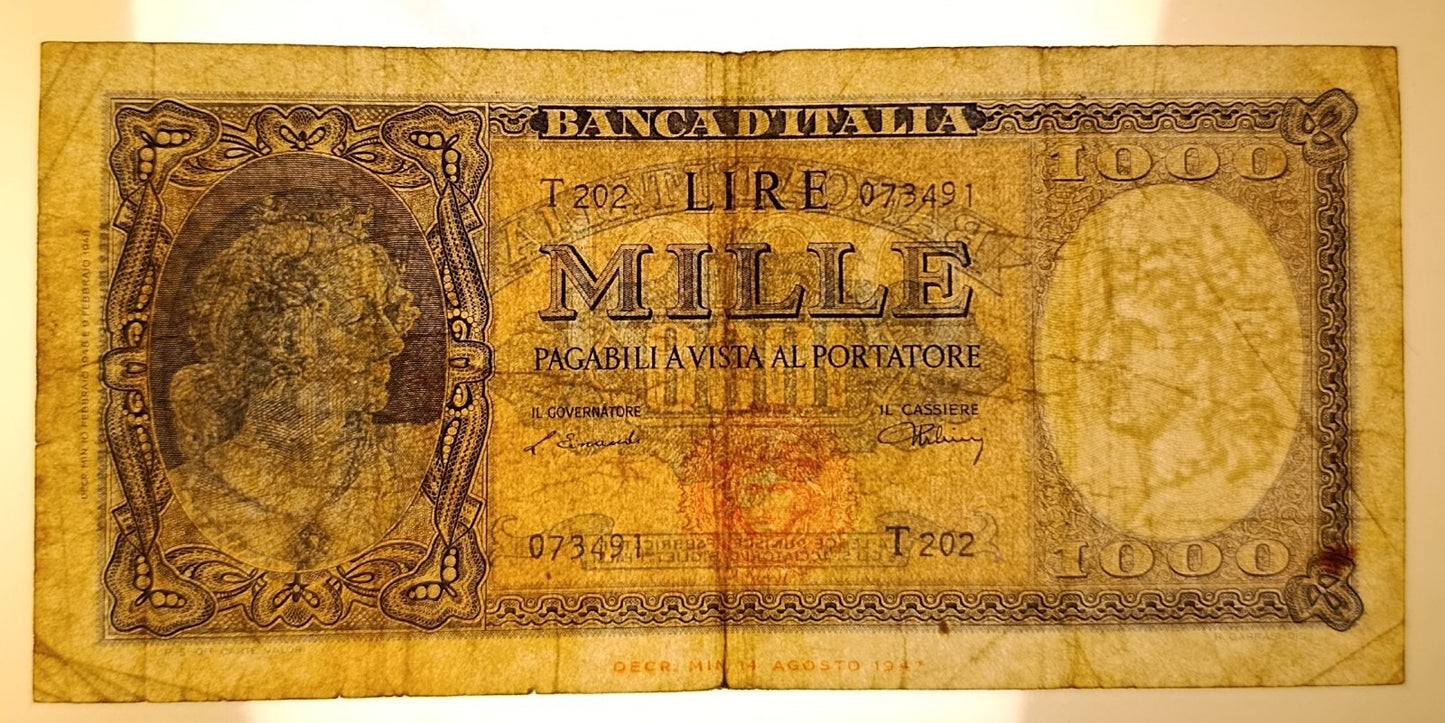 BANCA D'ITALIA
1000
T 202 LIRE 073491
MILLE
PAGABILI A VISTA AL PORTATORE
IL GOVERNATORE
IL CASSIERE
073491 T 202
1000
DECR. MIN 14 AGOSTO 1947